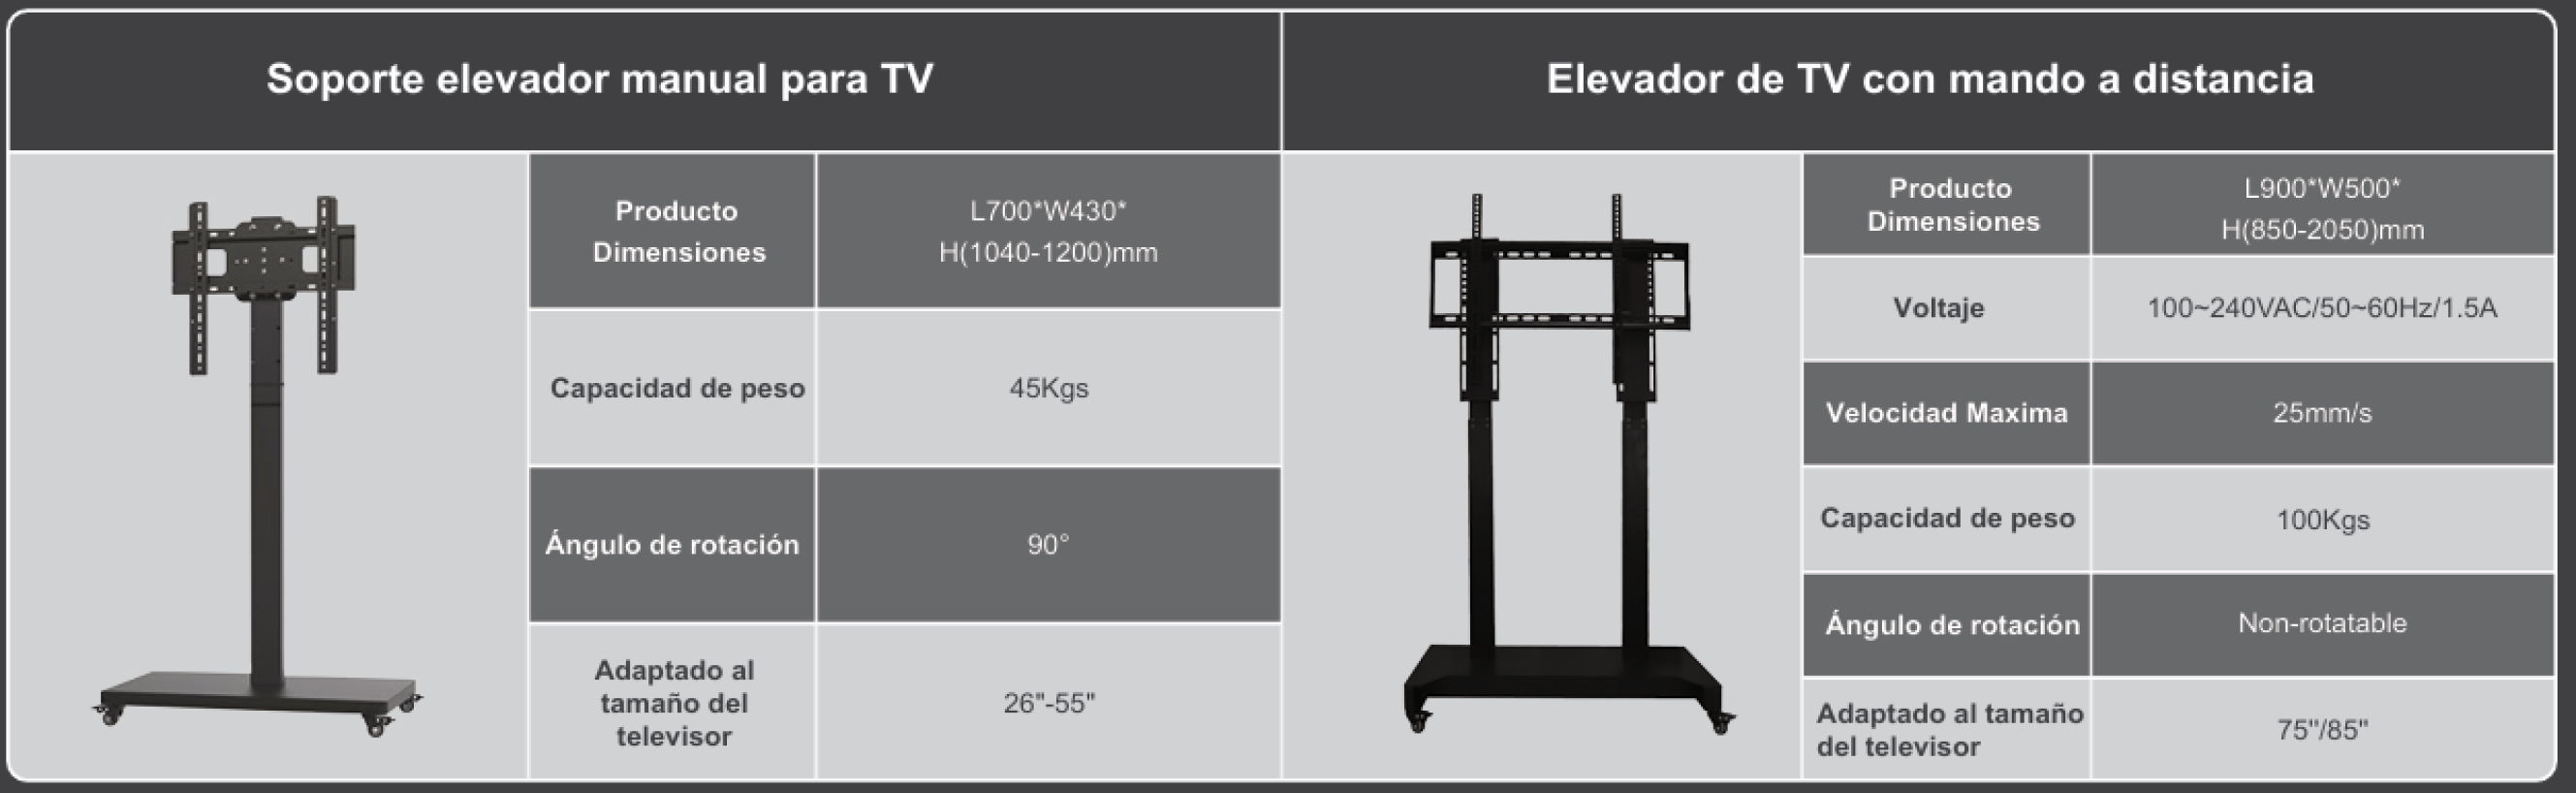 Soporte elevador manual para TV
Elevador de TV con mando a distancia
Producto
Dimensiones
L700*W430*
H(1040-1200)mm
Capacidad de peso
45Kgs
Ángulo de rotación
90°
Adaptado al
tamaño del
televisor
26"-55"
Producto
Dimensiones
L900*W500*
H(850-2050)mm
Voltaje
100~240VAC/50~60Hz/1.5A
Velocidad Maxima
25mm/s
Capacidad de peso
100Kgs
Ángulo de rotación
Non-rotatable
Adaptado al tamaño
del televisor
75"/85"